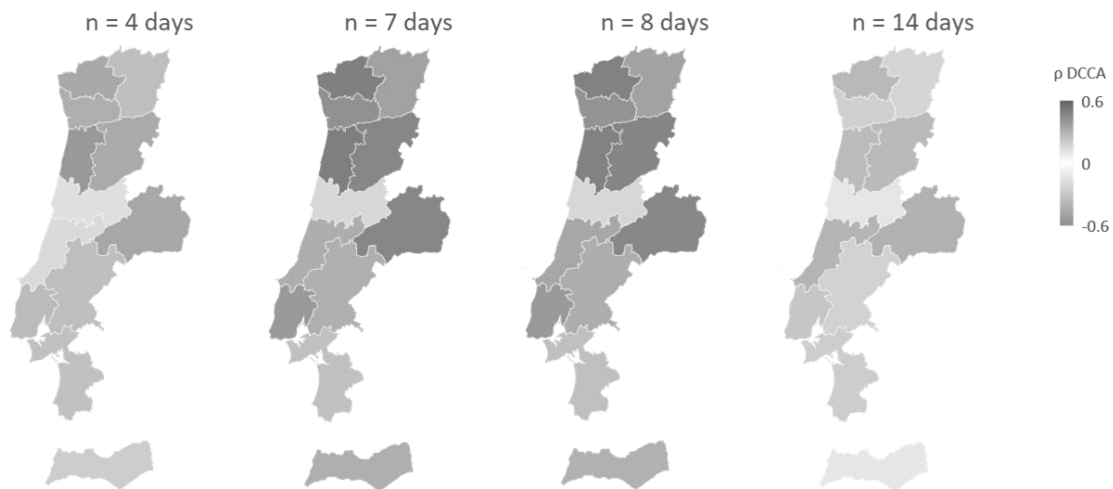 n = 4 days
n = 7 days
n = 8 days
n = 14 days
ρ DCCA
0.6
0
-0.6